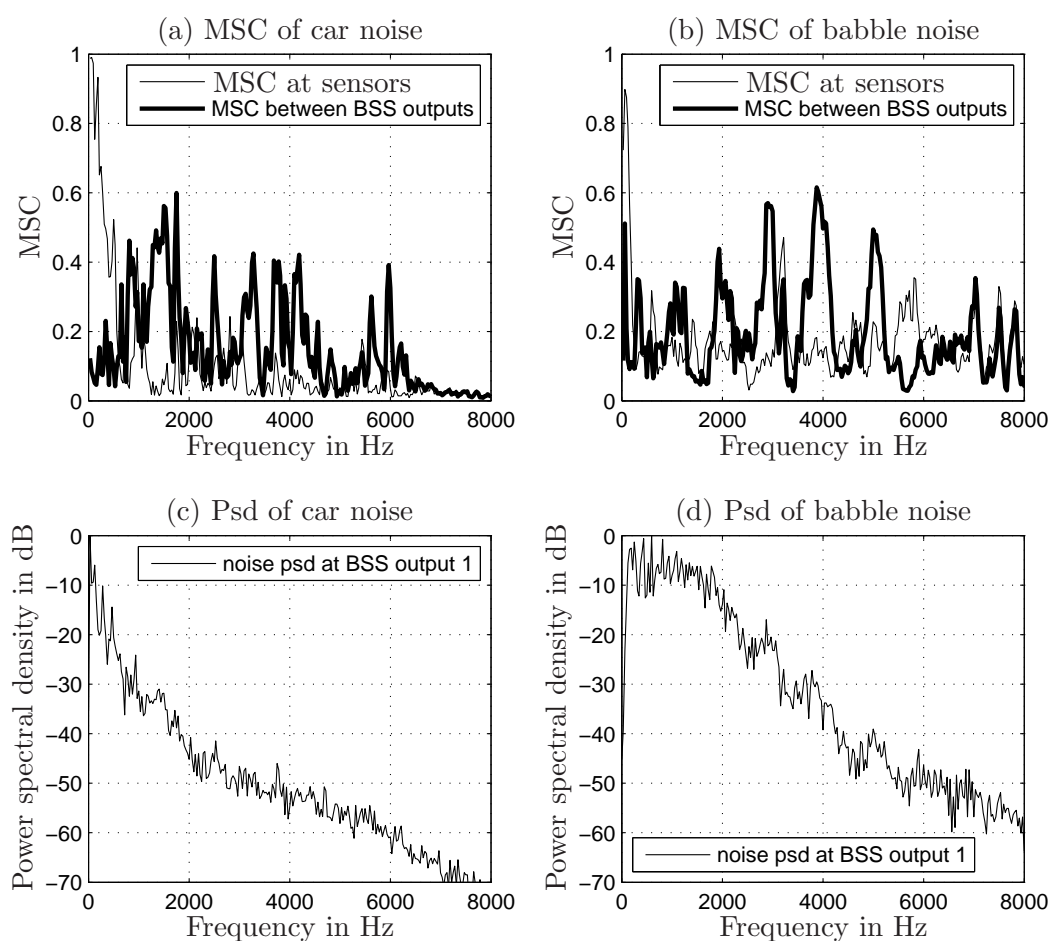 (a) MSC of car noise
1
0.8
0.6
0.4
0.2
0
MSC
MSC at sensors
MSC between BSS outputs
0 2000 4000 6000 8000
Frequency in Hz
(b) MSC of babble noise
1
0.8
0.6
0.4
0.2
0
MSC
MSC at sensors
MSC between BSS outputs
0 2000 4000 6000 8000
Frequency in Hz
(c) Psd of car noise
0
−10
−20
−30
−40
−50
−60
−70
Power spectral density in dB
noise psd at BSS output 1
0 2000 4000 6000 8000
Frequency in Hz
(d) Psd of babble noise
0
−10
−20
−30
−40
−50
−60
−70
Power spectral density in dB
noise psd at BSS output 1
0 2000 4000 6000 8000
Frequency in Hz